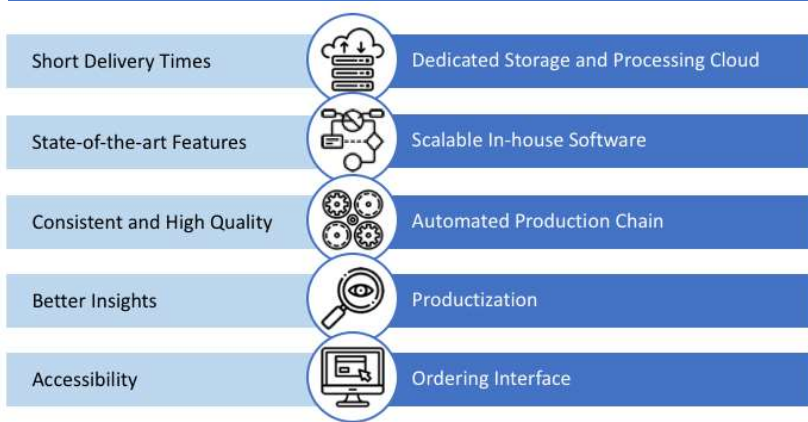 Short Delivery Times
Dedicated Storage and Processing Cloud
State-of-the-art Features
Scalable In-house Software
Consistent and High Quality
Automated Production Chain
Better Insights
Productization
Accessibility
Ordering Interface